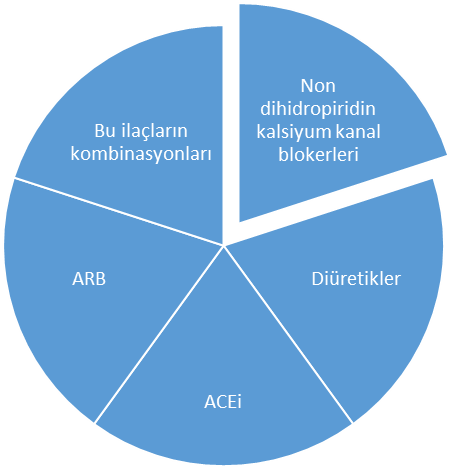 Non
dihidropiridin
kalsiyum kanal
blokerleri
Diüretikler
ACEi
ARB
Bu ilaçların
kombinasyonları